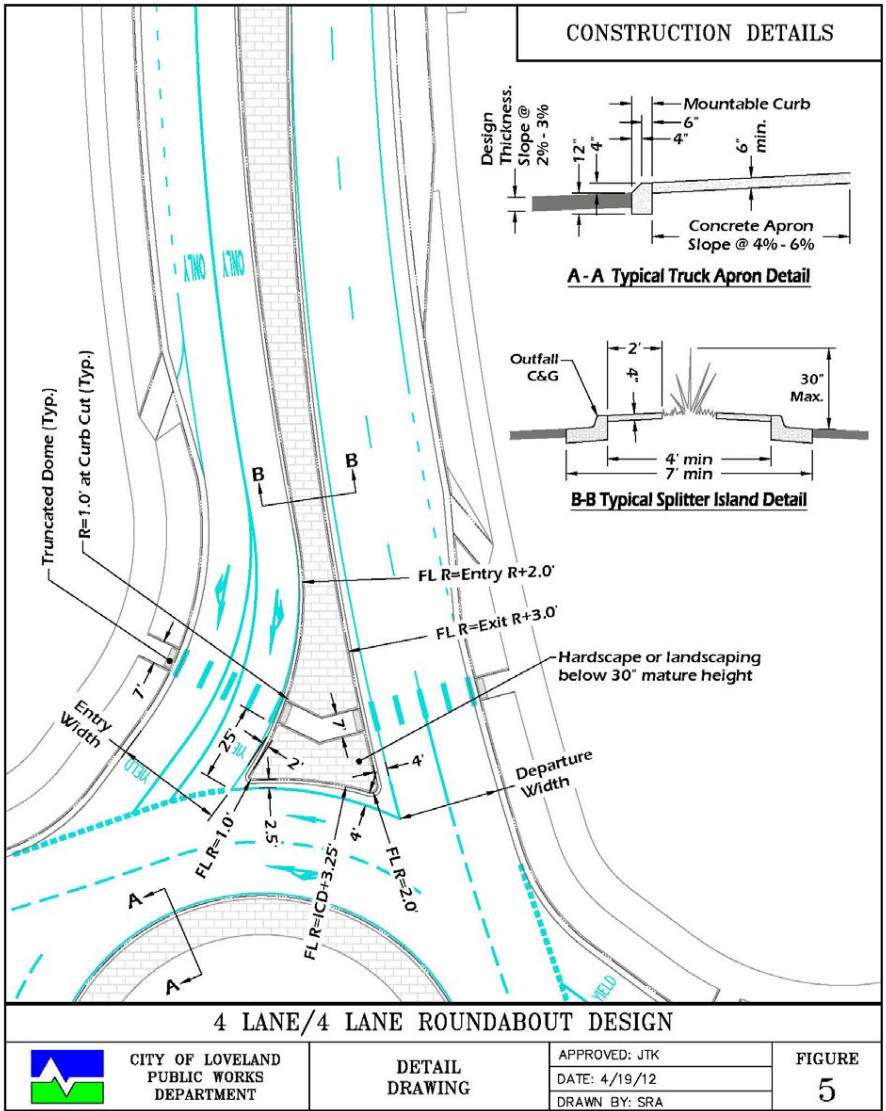 CONSTRUCTION DETAILS
Design
Thickness.
Slope @
2% - 3%
12"
4"
Mountable Curb
6"
4"
6"
min.
Concrete Apron
Slope @ 4% - 6%
A - A Typical Truck Apron Detail
Outfall
C&G
2'
4"
30"
Max.
4' min
7' min
B-B Typical Splitter Island Detail
ONLY
ONLY
Truncated Dome (Typ.)
R=1.0' at Curb Cut (Typ.)
B
B
FL R=Entry R+2.0'
FL R=Exit R+3.0'
Hardscape or landscaping
below 30" mature height
7'
Entry
Width
25'
YIELD
YIE
2'
7'
4'
Departure
Width
FL R=1.0'
2.5'
FL R=ICD+3.25'
4'
FL R=2.0'
A
A
YIELD
4 LANE/4 LANE ROUNDABOUT DESIGN
CITY OF LOVELAND
PUBLIC WORKS
DEPARTMENT
DETAIL
DRAWING
APPROVED: JTK
DATE: 4/19/12
DRAWN BY: SRA
FIGURE
5